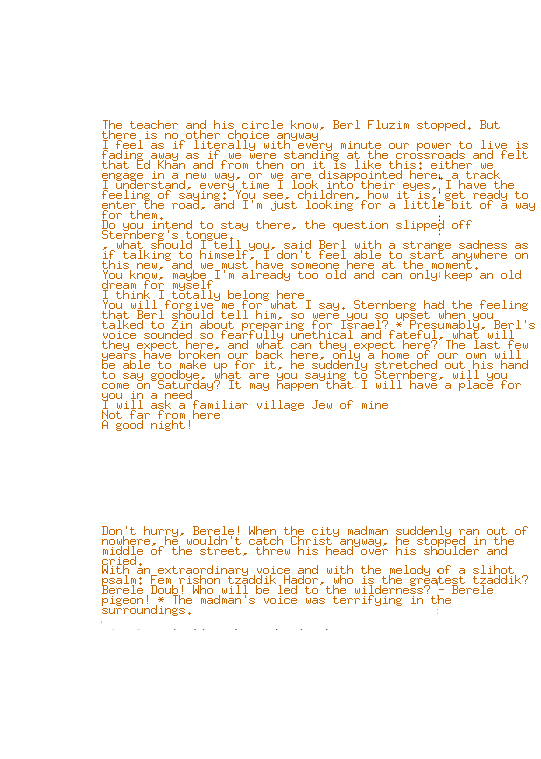 The teacher and his circle know, Berl Fluzim stopped. But
there is no other choice anyway
I feel as if literally with every minute our power to live is
fading away as if we were standing at the crossroads and felt
that Ed Khan and from then on it is like this: either we
engage in a new way, or we are disappointed here, a track
I understand, every time I look into their eyes, I have the
feeling of saying: You see, children, how it is, get ready to
enter the road, and I'm just looking for a little bit of a way
for them.
Do you intend to stay there, the question slipped off
Sternberg's tongue.
, what should I tell you, said Berl with a strange sadness as
if talking to himself, I don't feel able to start anywhere on
this new, and we must have someone here at the moment.
You know, maybe I'm already too old and can only keep an old
dream for myself
I think I totally belong here
You will forgive me for what I say. Sternberg had the feeling
that Berl should tell him, so were you so upset when you
talked to Zin about preparing for Israel? * Presumably, Berl's
voice sounded so fearfully unethical and fateful, what will
they expect here, and what can they expect here? The last few
years have broken our back here, only a home of our own will
be able to make up for it, he suddenly stretched out his hand
to say goodbye, what are you saying to Sternberg, will you
come on Saturday? It may happen that I will have a place for
you in a need
I will ask a familiar village Jew of mine
Not far from here
A good night!
Don't hurry, Berele! When the city madman suddenly ran out of
nowhere, he wouldn't catch Christ anyway, he stopped in the
middle of the street, threw his head over his shoulder and
cried.
With an extraordinary voice and with the melody of a slihot
psalm: Fem rishon tzaddik Hador, who is the greatest tzaddik?
Berele Doub! Who will be led to the wilderness? - Berele
pigeon! * The madman's voice was terrifying in the
surroundings.